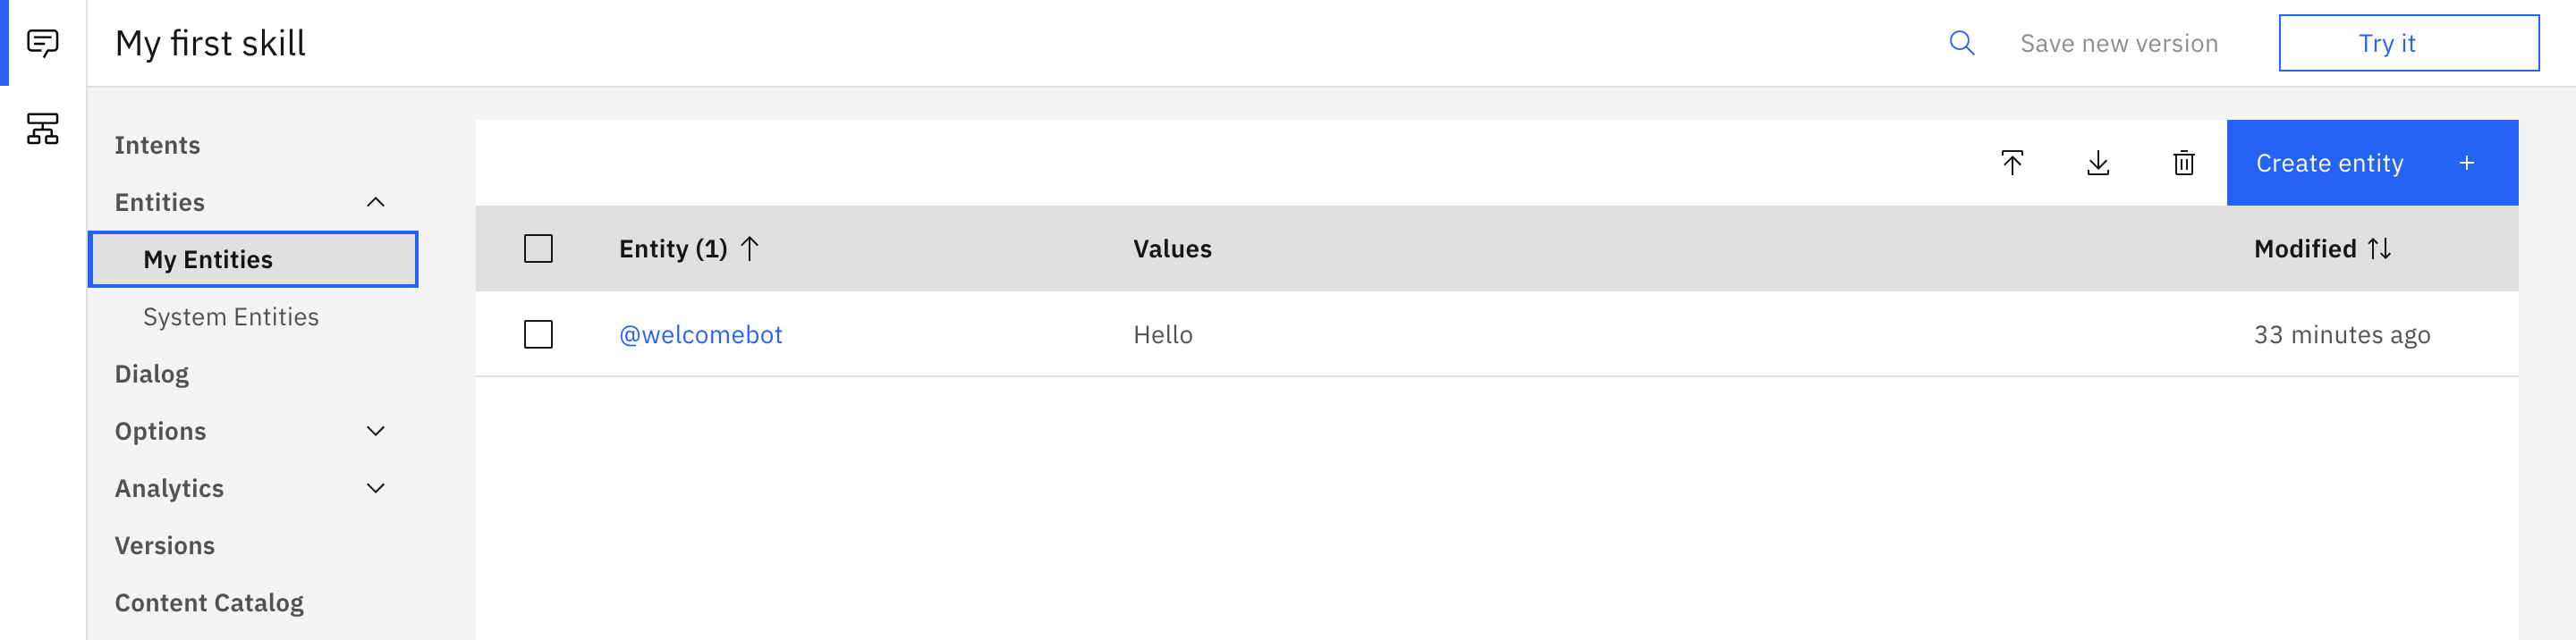 My first skill
Save new version
Try it
Intents
Entities
My Entities
System Entities
Dialog
Options
Analytics
Versions
Content Catalog
Create entity +
Entity (1) Values Modified
@welcomebot Hello 33 minutes ago